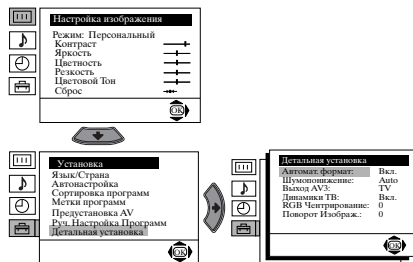 Настройка изображения
Режим: Персональный
Контраст
Яркость
Цветность
Резкость
Цветовой Тон
Сброс
OK
Установка
Язык/Страна
Автонастройка
Сортировка программ
Метки программ
Предустановка AV
Руч. Настройка Программ
Детальная установка
OK
Детальная установка
Автомат. формат: Вкл.
Шумопонижение: Auto
Выход AV3: TV
Динамики ТВ: Вкл.
RGB Центрирование: 0
Поворот Изображ.: 0
OK